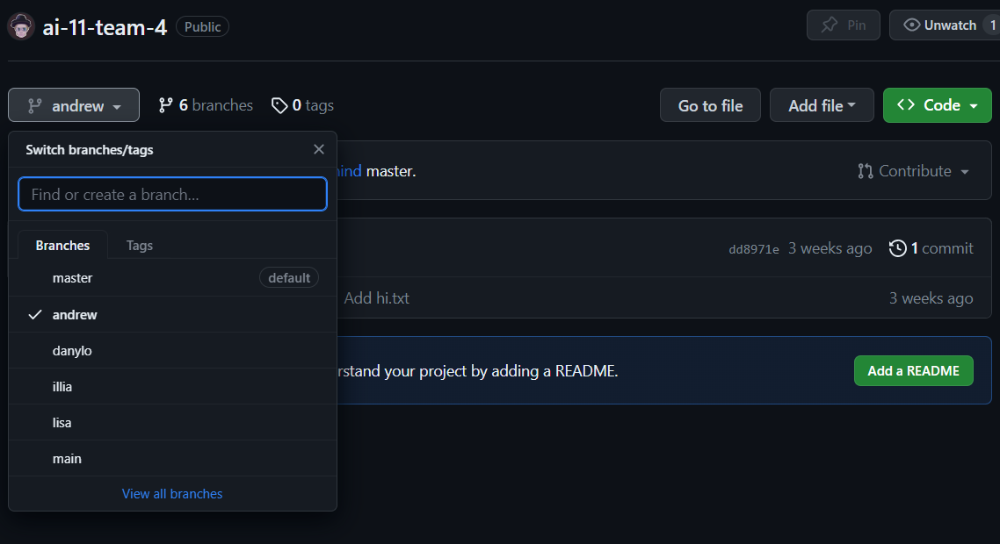 ai-11-team-4 Public Pin Unwatch 1
andrew 6 branches 0 tags Go to file Add file Code
Switch branches/tags
master. Contribute
Find or create a branch...
Branches Tags
dd8971e 3 weeks ago 1 commit
master default
Add hi.txt 3 weeks ago
andrew
danylo
your project by adding a README. Add a README
illia
lisa
main
View all branches